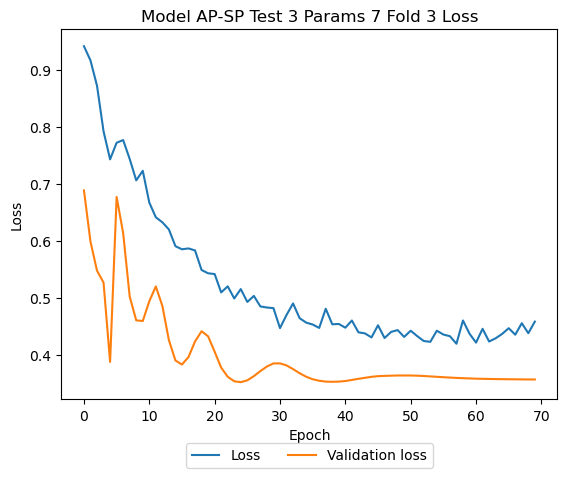 Model AP-SP Test 3 Params 7 Fold 3 Loss
Loss
0.9
0.8
0.7
0.6
0.5
0.4
0 10 20 30 40 50 60 70
Epoch
Loss Validation loss